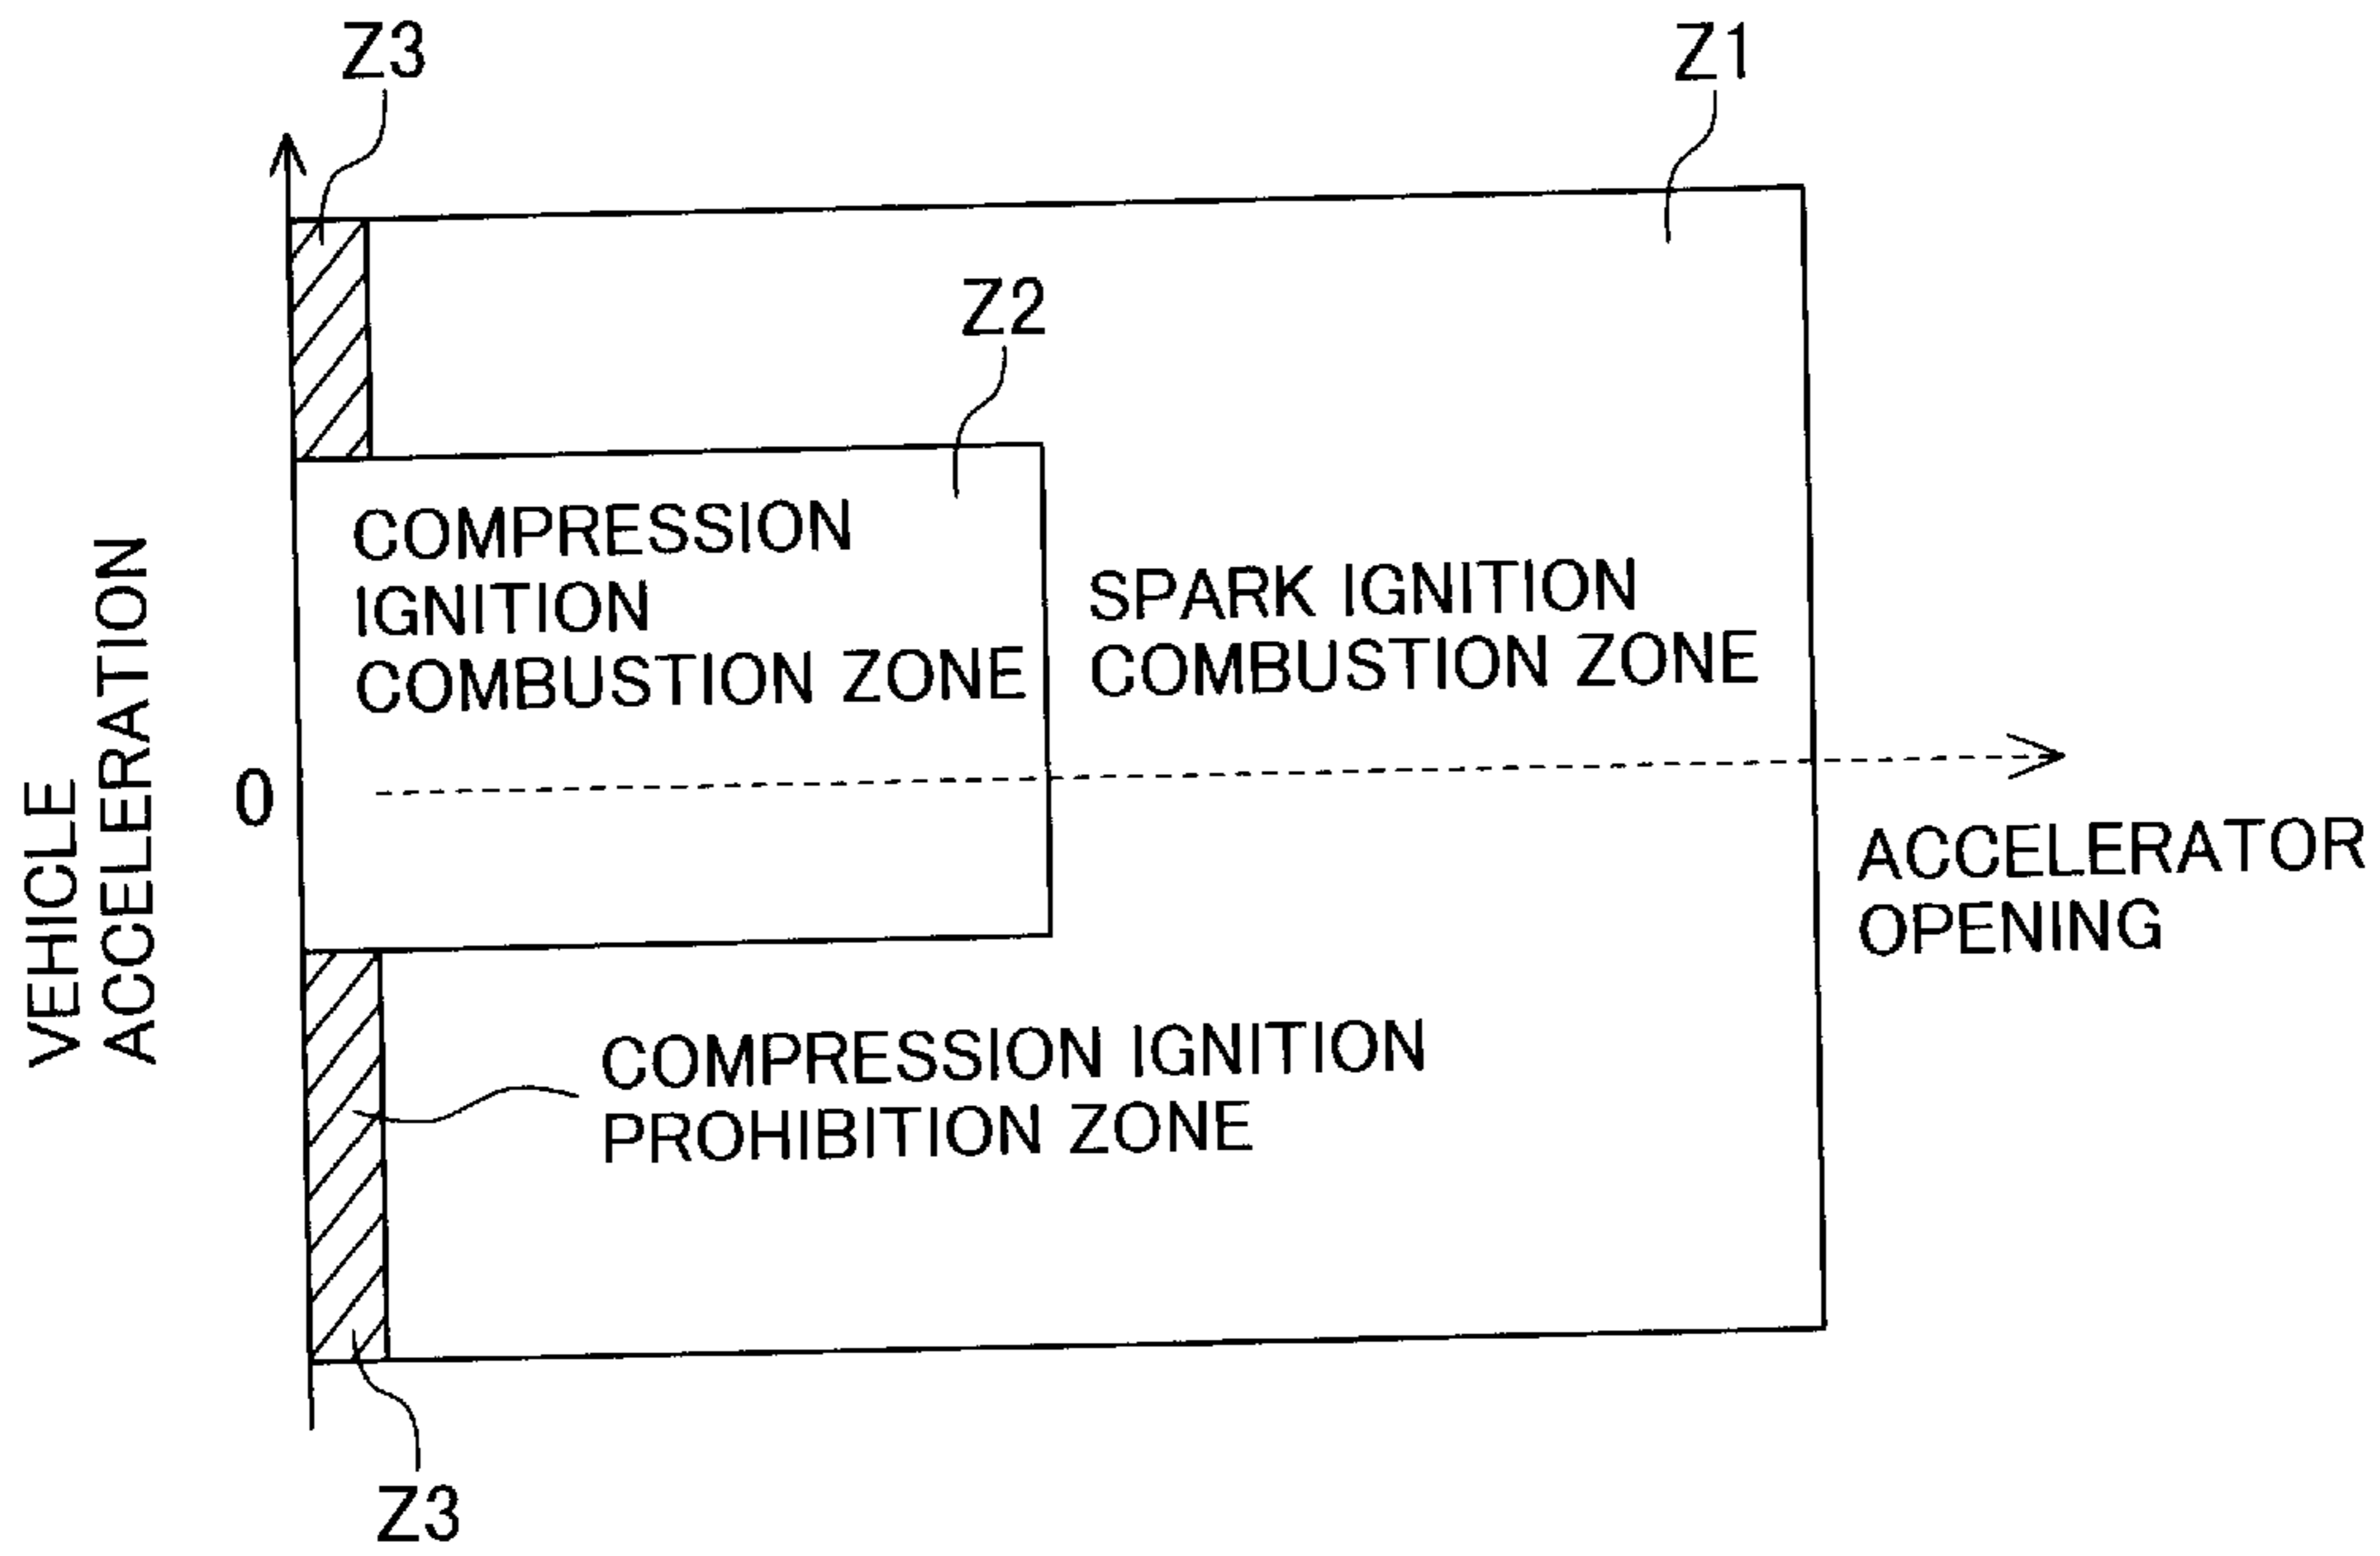 Z3
Z1
Z2
COMPRESSION
IGNITION
COMBUSTION ZONE
SPARK IGNITION
COMBUSTION ZONE
VEHICLE
ACCELERATION
0
ACCELERATOR
OPENING
COMPRESSION IGNITION
PROHIBITION ZONE
Z3